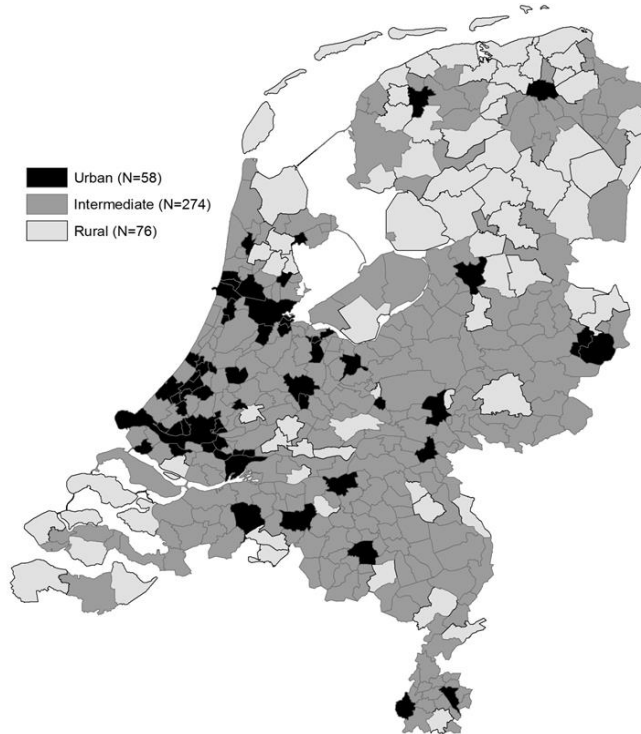 Urban (N=58)
Intermediate (N=274)
Rural (N=76)